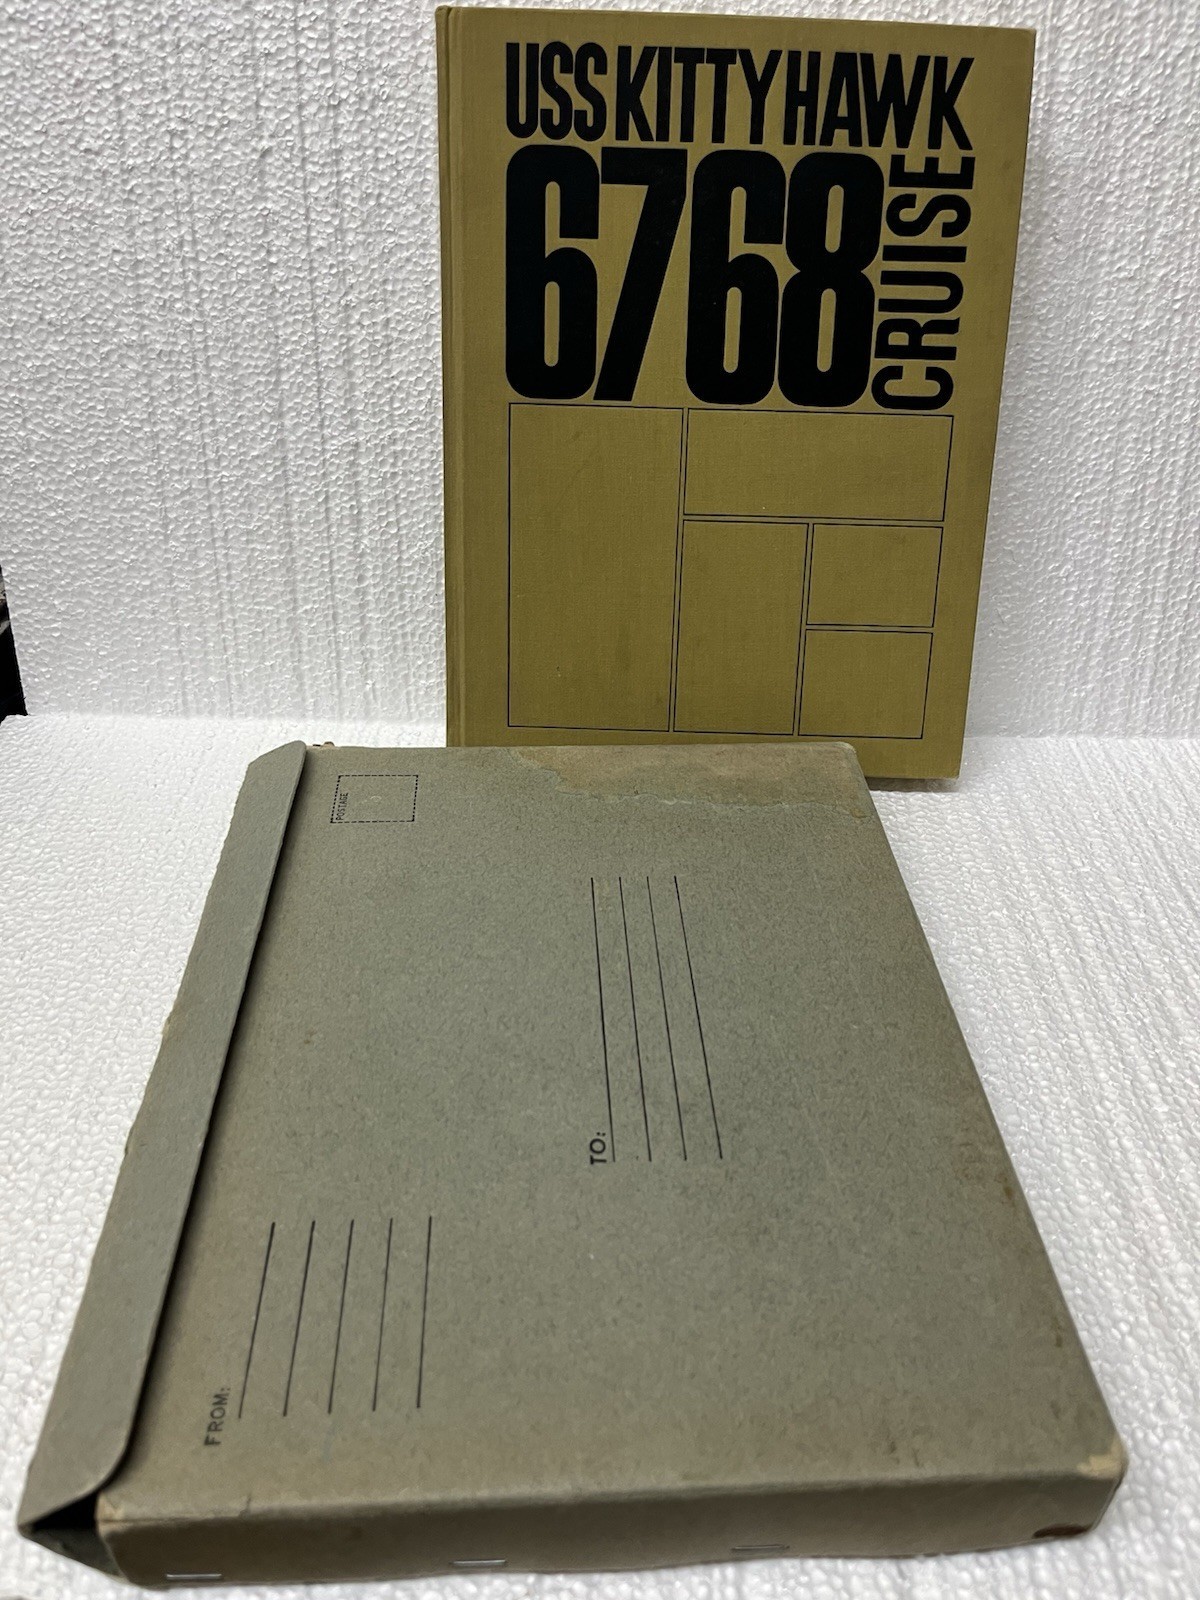 USS KITTY HAWK
6768
CRUISE
POSTAGE
TO:
FROM: